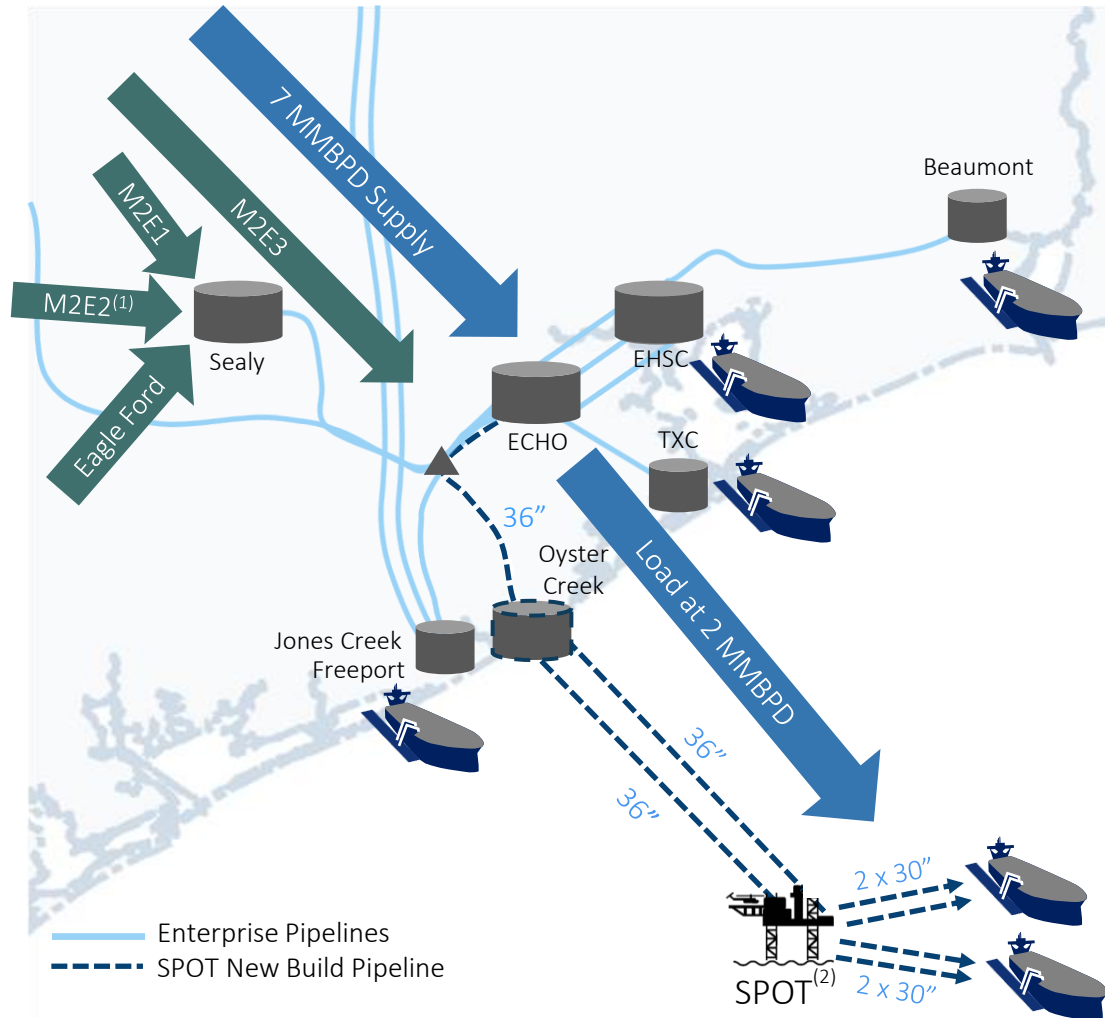 7 MMBPD Supply
M2E3
M2E1
M2E2(1)
Eagle Ford
Sealy
Beaumont
EHSC
ECHO
TXC
36”
Oyster
Creek
Jones Creek
Freeport
Load at 2 MMBPD
36”
36”
2 x 30”
2 x 30”
SPOT(2)
Enterprise Pipelines
SPOT New Build Pipeline